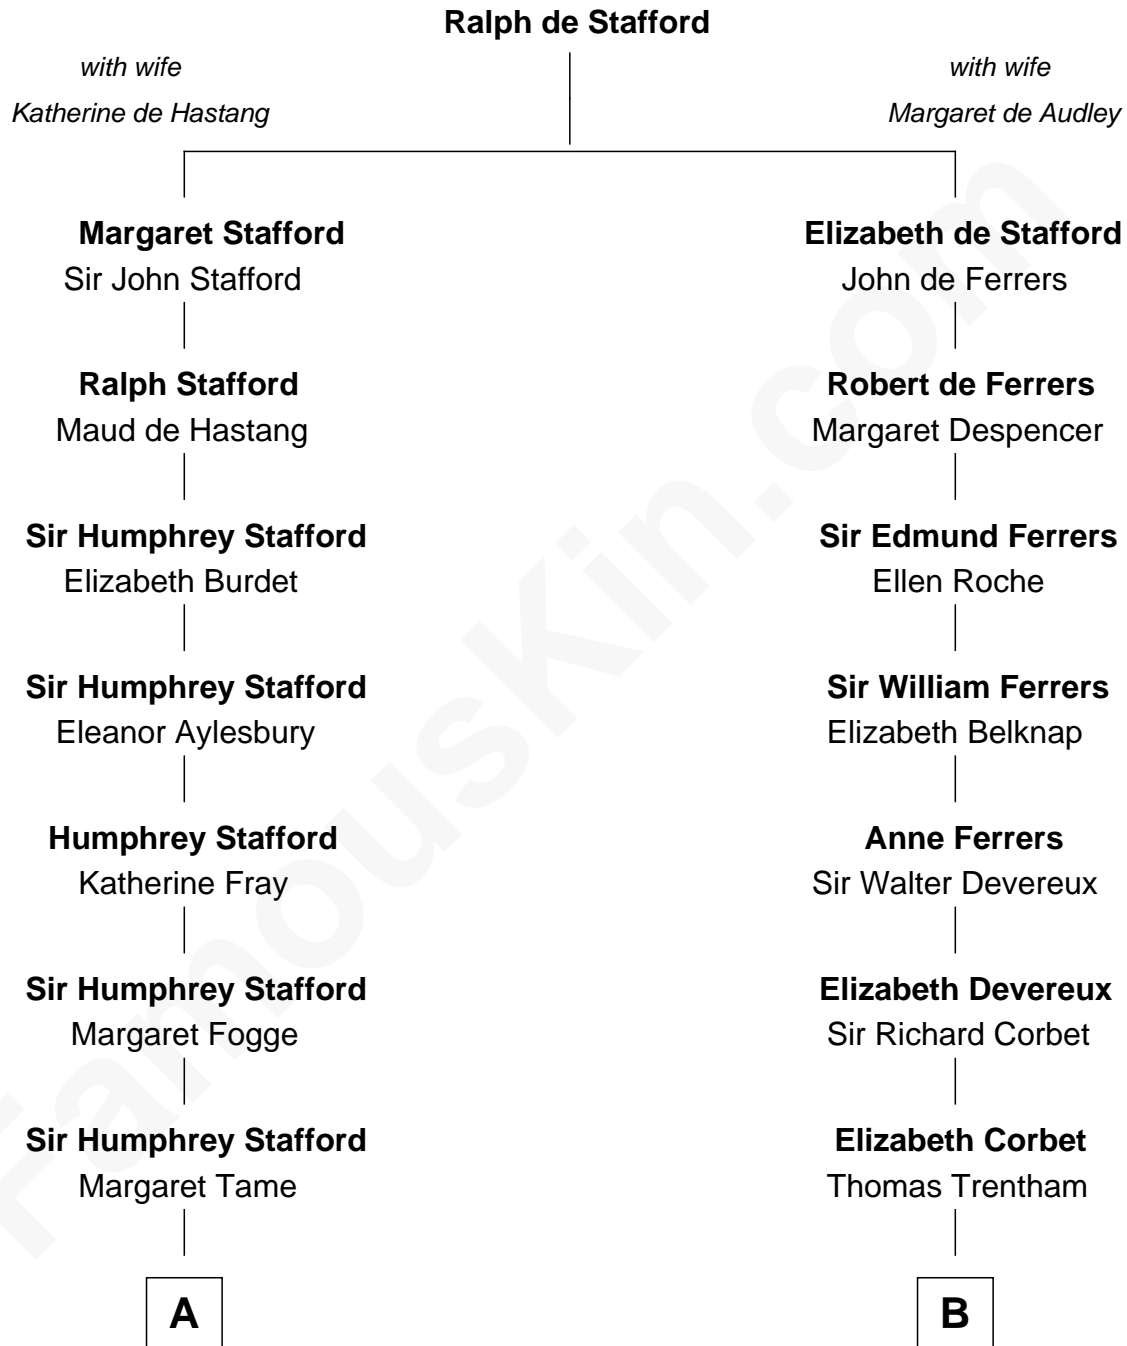 Ralph de Stafford
with wife
Katherine de Hastang
with wife
Margaret de Audley
Margaret Stafford
Sir John Stafford
Elizabeth de Stafford
John de Ferrers
Ralph Stafford
Maud de Hastang
Robert de Ferrers
Margaret Despencer
Sir Humphrey Stafford
Elizabeth Burdet
Sir Edmund Ferrers
Ellen Roche
Sir Humphrey Stafford
Eleanor Aylesbury
Sir William Ferrers
Elizabeth Belknap
Humphrey Stafford
Katherine Fray
Anne Ferrers
Sir Walter Devereux
Sir Humphrey Stafford
Margaret Fogge
Elizabeth Devereux
Sir Richard Corbet
Sir Humphrey Stafford
Margaret Tame
Elizabeth Corbet
Thomas Trentham
A
B
FamousKin.com